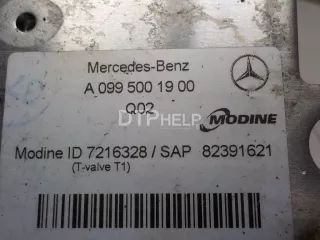 Mercedes-Benz
A 099 500 19 00
Q02
DTPHELP
MODINE
Modine ID 7216328 / SAP 82391621
(T-valve T1)